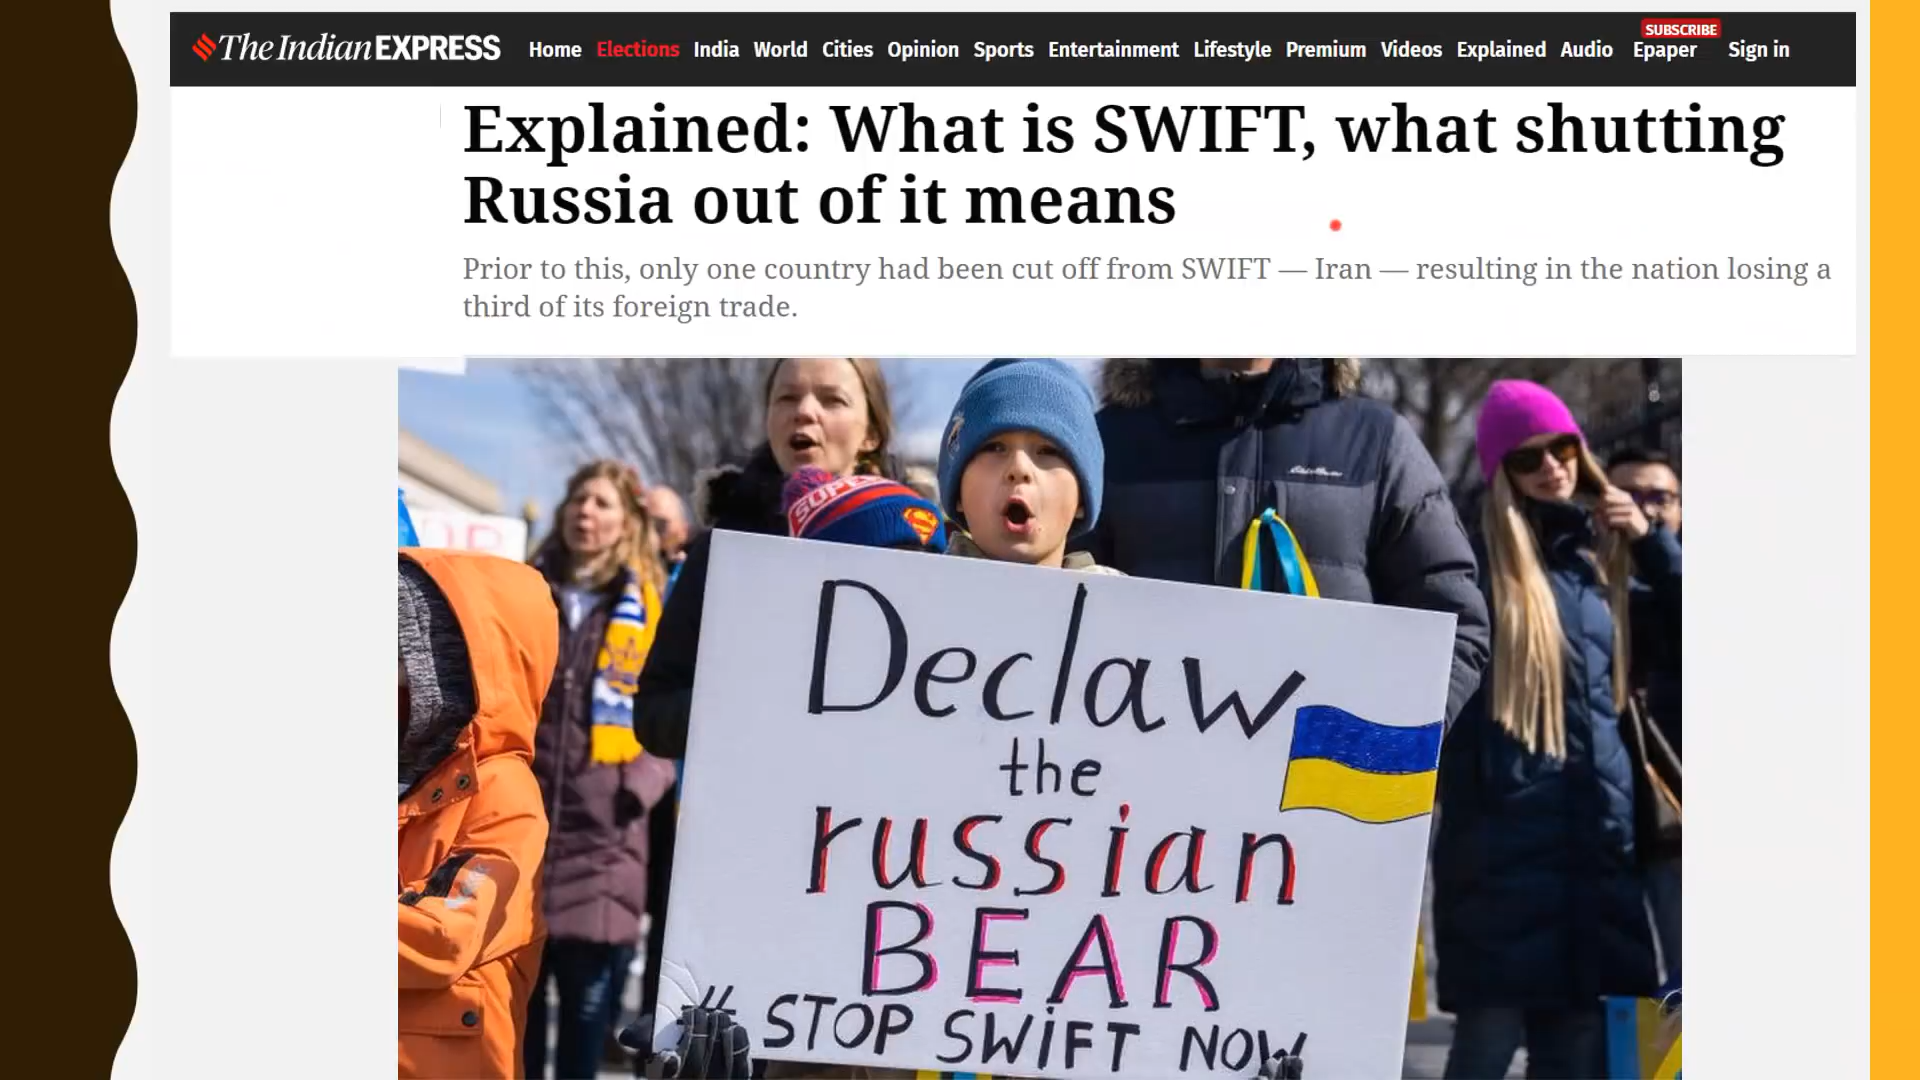 The Indian EXPRESS Home Elections India World Cities Opinion Sports Entertainment Lifestyle Premium Videos Explained Audio Epaper SUBSCRIBE Sign in
Explained: What is SWIFT, what shutting
Russia out of it means
Prior to this, only one country had been cut off from SWIFT — Iran — resulting in the nation losing a
third of its foreign trade.
SUPER
Declaw
the
russian
BEAR
# STOP SWiFT NOW